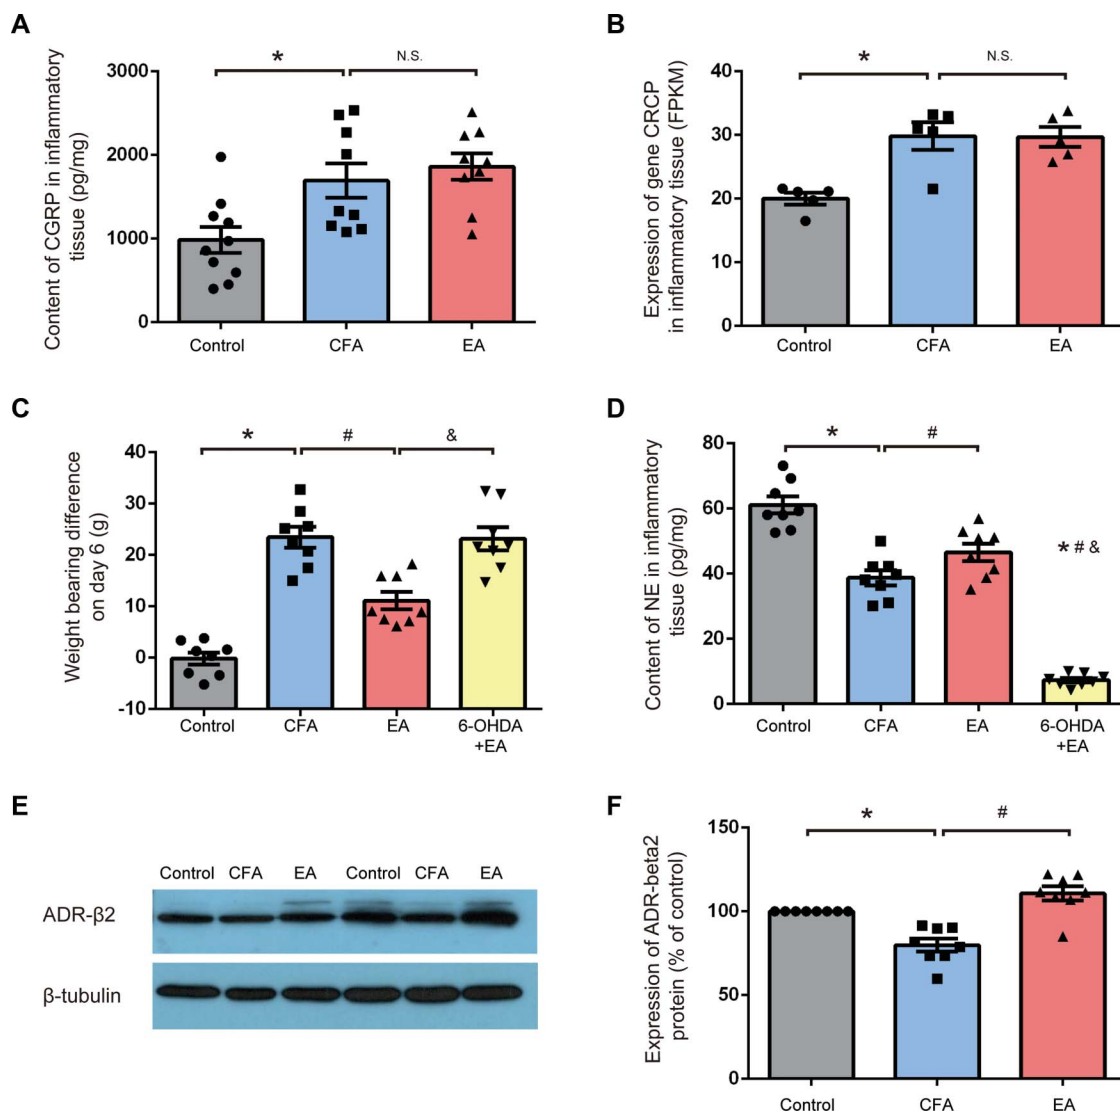 A
Content of CGRP in inflammatory
tissue (pg/mg)
3000
2000
1000
0
*
N.S.
Control
CFA
EA
B
Expression of gene CRCP
in inflammatory tissue (FPKM)
40
30
20
10
0
*
N.S.
Control
CFA
EA
C
Weight bearing difference
on day 6 (g)
40
30
20
10
0
-10
*
#
&
Control
CFA
EA
6-OHDA
+EA
D
Content of NE in inflammatory
tissue (pg/mg)
80
60
40
20
0
*
#
* # &
Control
CFA
EA
6-OHDA
+EA
E
Control CFA EA Control CFA EA
ADR-β2
β-tubulin
F
Expression of ADR-beta2
protein (% of control)
150
100
50
0
*
#
Control
CFA
EA